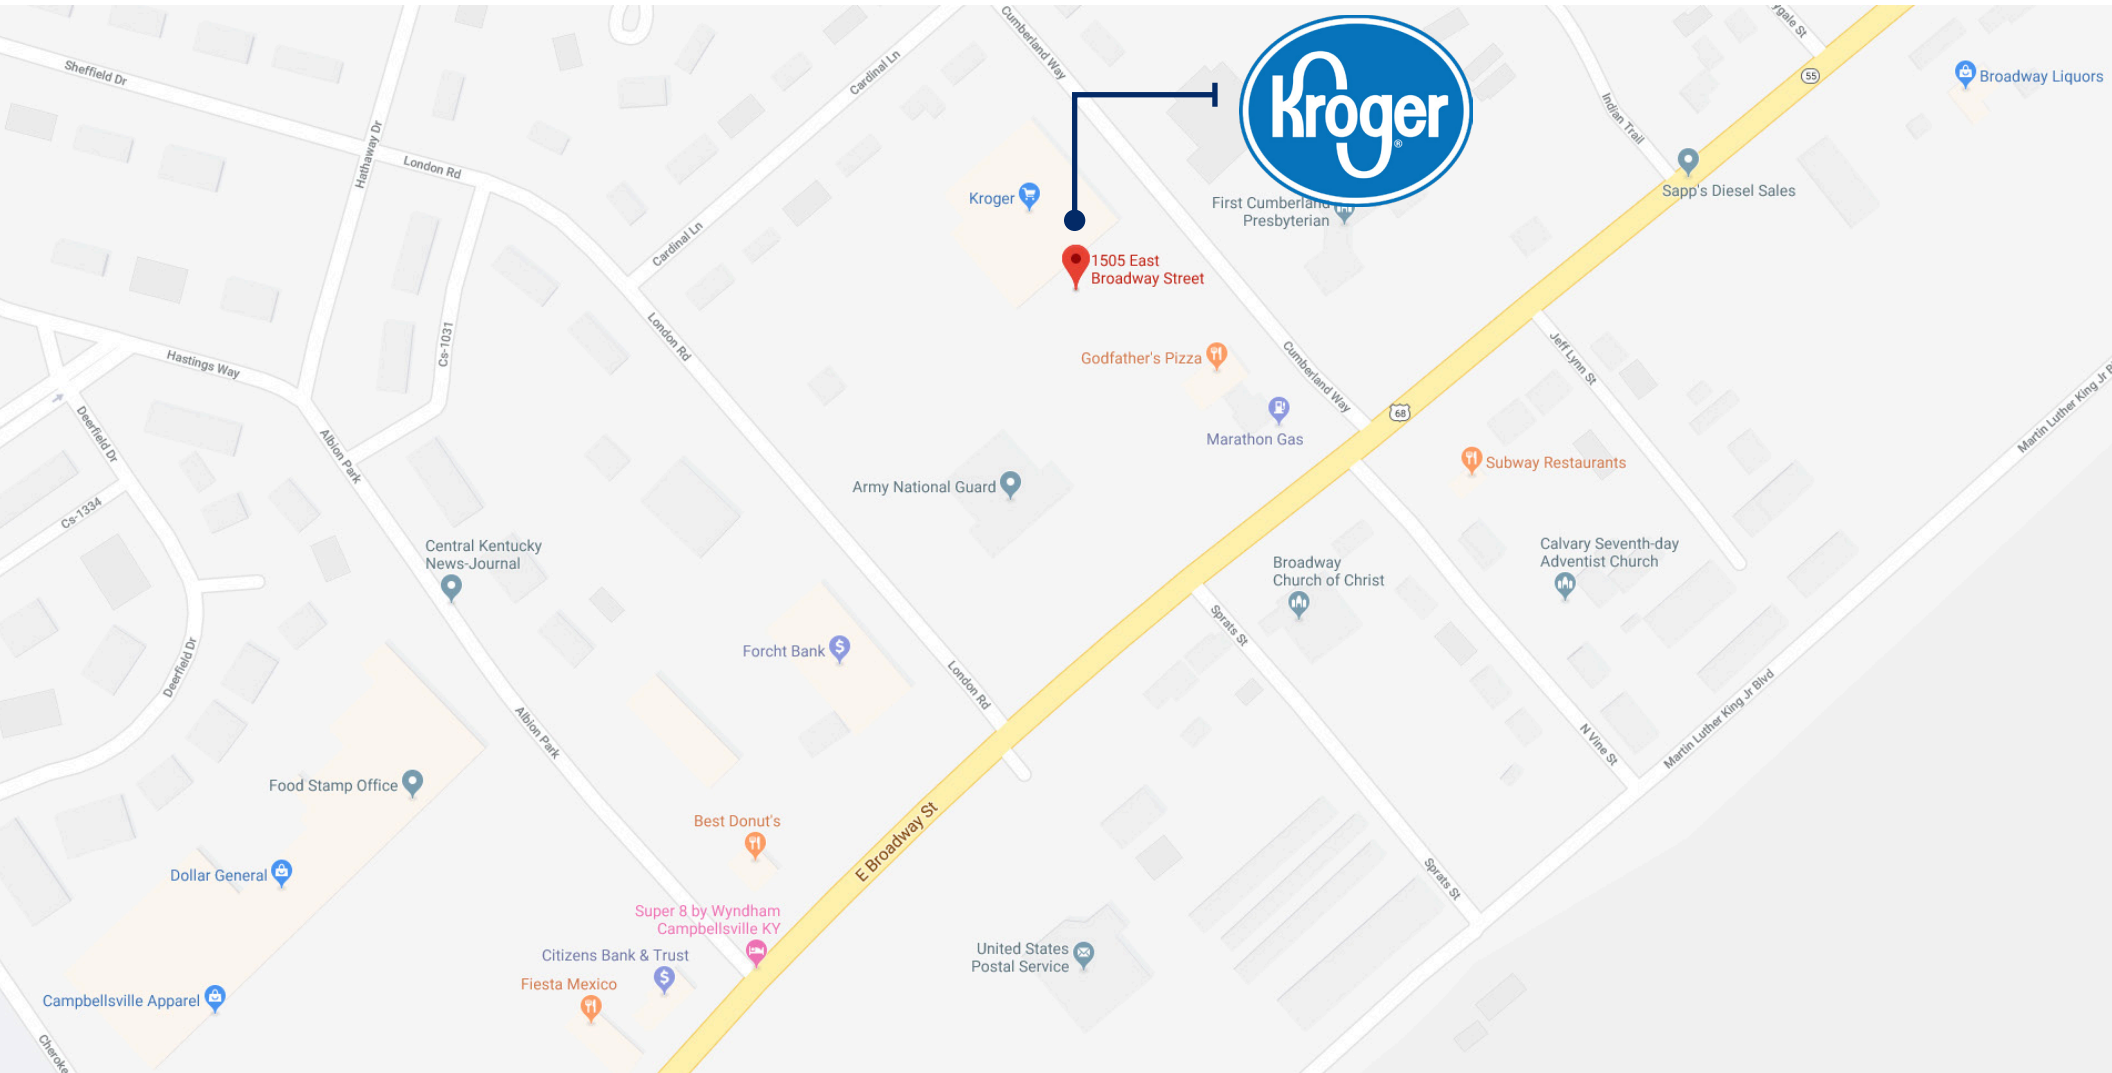 Cumberland Way
ygale St
Kroger
®
55
Broadway Liquors
Sheffield Dr
Cardinal Ln
Indian Trail
Hathaway Dr
London Rd
Sapp's Diesel Sales
Kroger
First Cumberland
Presbyterian
Cardinal Ln
1505 East
Broadway Street
London Rd
Cs-1031
Hastings Way
Godfather's Pizza
Cumberland Way
Jeff Lynn St
Martin Luther King Jr B
68
Marathon Gas
Deerfield Dr
Albion Park
Subway Restaurants
Army National Guard
Cs-1334
Central Kentucky
News-Journal
Calvary Seventh-day
Adventist Church
Broadway
Church of Christ
Sprats St
Forcht Bank
Deerfield Dr
London Rd
Albion Park
N Vine St
Martin Luther King Jr Blvd
Food Stamp Office
Best Donut's
E Broadway St
Dollar General
Sprats St
Super 8 by Wyndham
Campbellsville KY
Citizens Bank & Trust
United States
Postal Service
Fiesta Mexico
Campbellsville Apparel
Cheroke